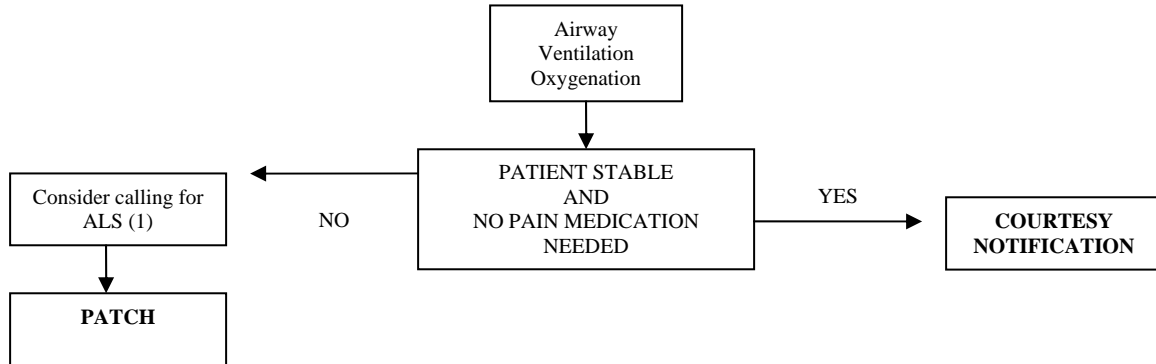 Airway
Ventilation
Oxygenation
PATIENT STABLE
AND
NO PAIN MEDICATION
NEEDED
Consider calling for
ALS (1)
NO
YES
COURTESY
NOTIFICATION
PATCH